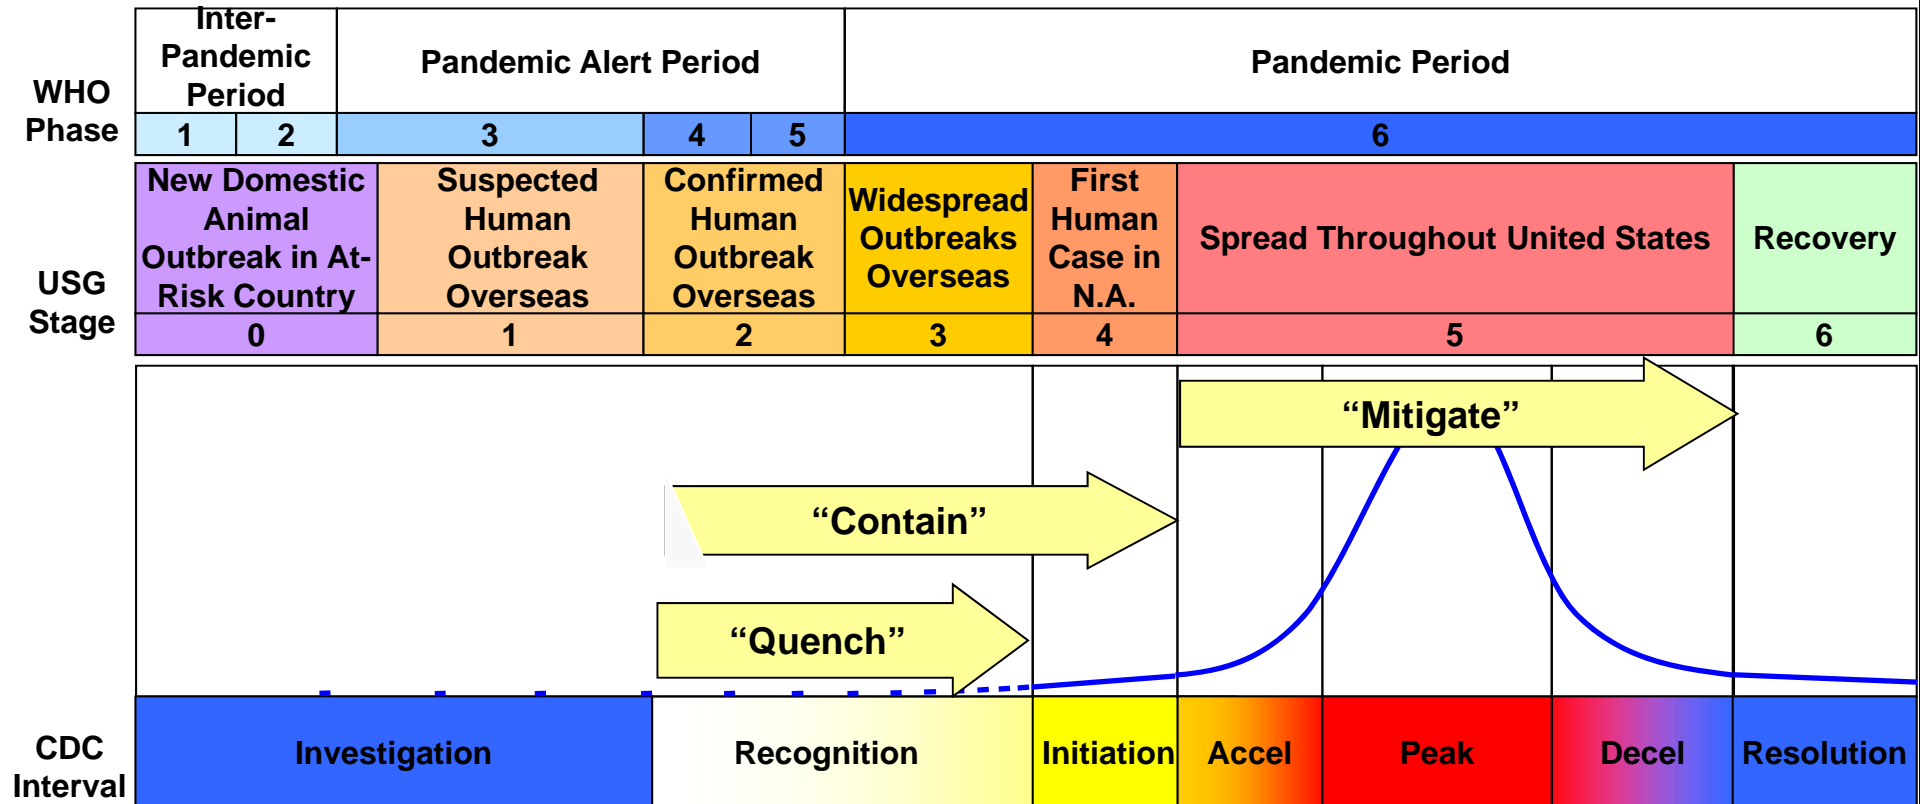 Inter-
Pandemic
Period
Pandemic Alert Period
Pandemic Period
WHO
Phase
1
2
3
4
5
6
New Domestic
Animal
Outbreak in At-
Risk Country
Suspected
Human
Outbreak
Overseas
Confirmed
Human
Outbreak
Overseas
Widespread
Outbreaks
Overseas
First
Human
Case in
N.A.
Spread Throughout United States
Recovery
USG
Stage
0
1
2
3
4
5
6
“Mitigate”
“Contain”
“Quench”
CDC
Interval
Investigation
Recognition
Initiation
Accel
Peak
Decel
Resolution